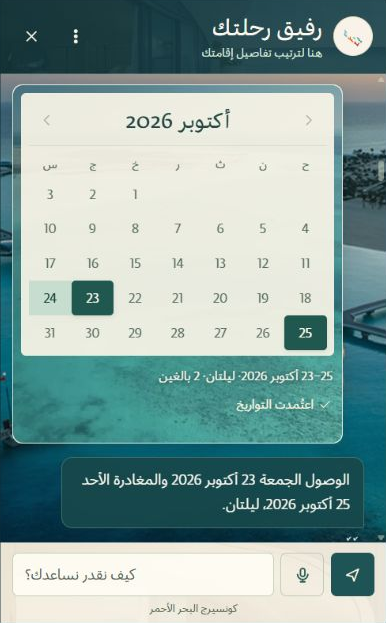 رفيق رحلتك
هنا لترتيب تفاصيل إقامتك
أكتوبر 2026
ح ن ث ر خ ج س
1 2 3
4 5 6 7 8 9 10
11 12 13 14 15 16 17
18 19 20 21 22 23 24
25 26 27 28 29 30 31
23–25 أكتوبر 2026· ليلتان· 2 بالغين
اعتُمدت التواريخ
الوصول الجمعة 23 أكتوبر 2026 والمغادرة الأحد
25 أكتوبر 2026، ليلتان.
كيف نقدر نساعدك؟
كونسيرج البحر الأحمر